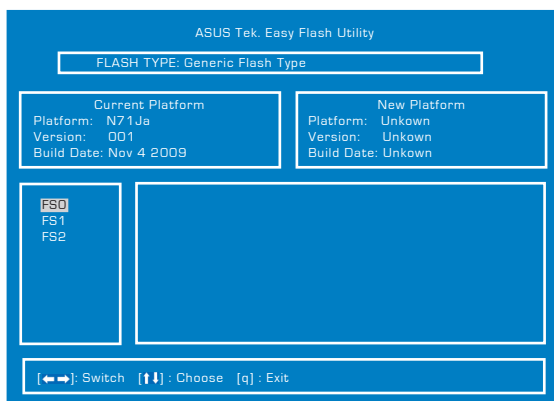 ASUS Tek. Easy Flash Utility
FLASH TYPE: Generic Flash Type
Current Platform
Platform: N71Ja
Version: 001
Build Date: Nov 4 2009
New Platform
Platform: Unkown
Version: Unkown
Build Date: Unkown
FS0
FS1
FS2
[←→]: Switch [↑↓] : Choose [q] : Exit